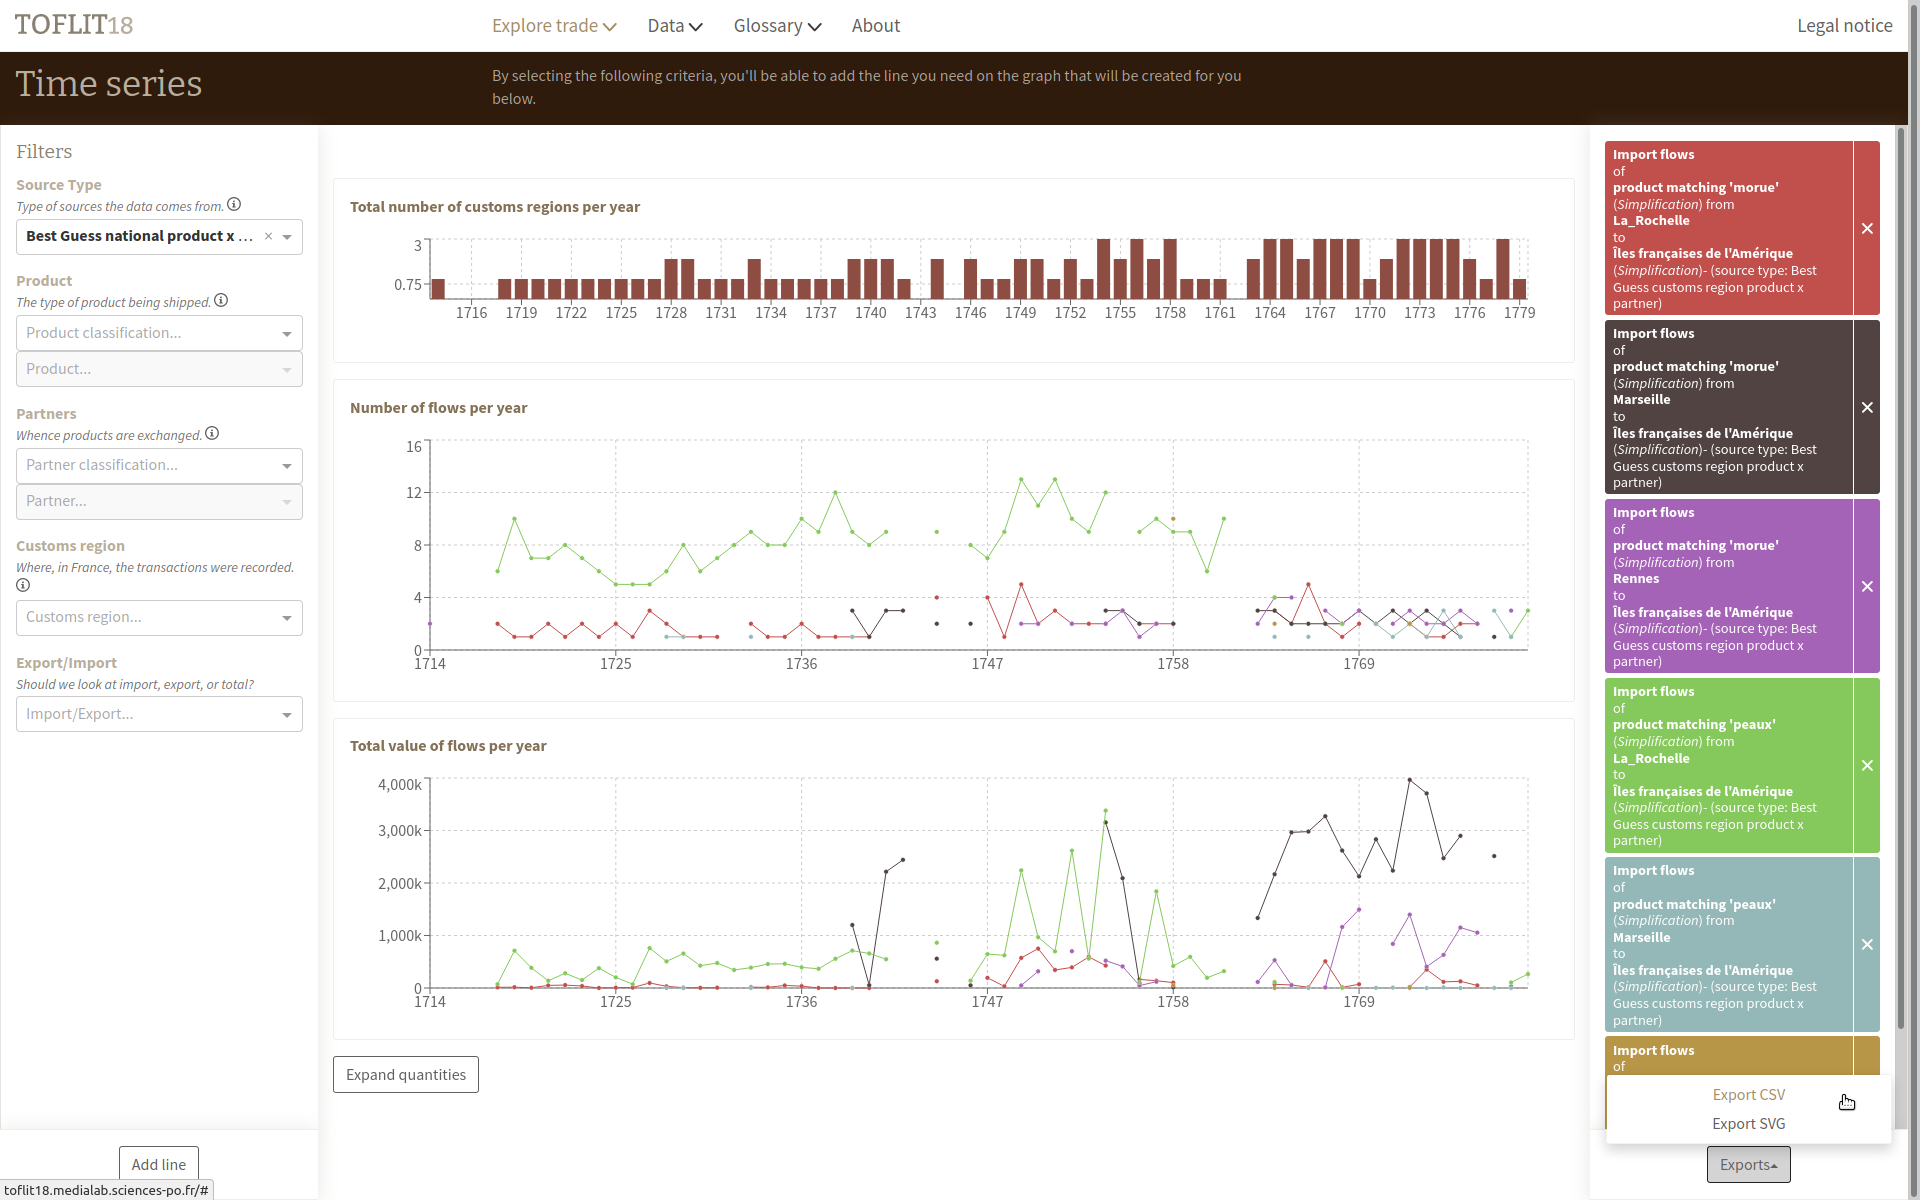 TOFLIT18
Explore trade
Data
Glossary
About
Legal notice
Time series
By selecting the following criteria, you'll be able to add the line you need on the graph that will be created for you
below.
Filters
Source Type
Type of sources the data comes from.
Best Guess national product x ... ×
Product
The type of product being shipped.
Product classification...
Product...
Partners
Whence products are exchanged.
Partner classification...
Partner...
Customs region
Where, in France, the transactions were recorded.
Customs region...
Export/Import
Should we look at import, export, or total?
Import/Export...
Add line
toflit18.medialab.sciences-po.fr/#
Total number of customs regions per year
3
0.75
1716 1719 1722 1725 1728 1731 1734 1737 1740 1743 1746 1749 1752 1755 1758 1761 1764 1767 1770 1773 1776 1779
Number of flows per year
16
12
8
4
0
1714 1725 1736 1747 1758 1769
Total value of flows per year
4,000k
3,000k
2,000k
1,000k
0
1714 1725 1736 1747 1758 1769
Expand quantities
Import flows
of
product matching 'morue'
(Simplification) from
La_Rochelle
to
Îles françaises de l'Amérique
(Simplification)- (source type: Best
Guess customs region product x
partner)
Import flows
of
product matching 'morue'
(Simplification) from
Marseille
to
Îles françaises de l'Amérique
(Simplification)- (source type: Best
Guess customs region product x
partner)
Import flows
of
product matching 'morue'
(Simplification) from
Rennes
to
Îles françaises de l'Amérique
(Simplification)- (source type: Best
Guess customs region product x
partner)
Import flows
of
product matching 'peaux'
(Simplification) from
La_Rochelle
to
Îles françaises de l'Amérique
(Simplification)- (source type: Best
Guess customs region product x
partner)
Import flows
of
product matching 'peaux'
(Simplification) from
Marseille
to
Îles françaises de l'Amérique
(Simplification)- (source type: Best
Guess customs region product x
partner)
Import flows
of
Export CSV
Export SVG
Exports